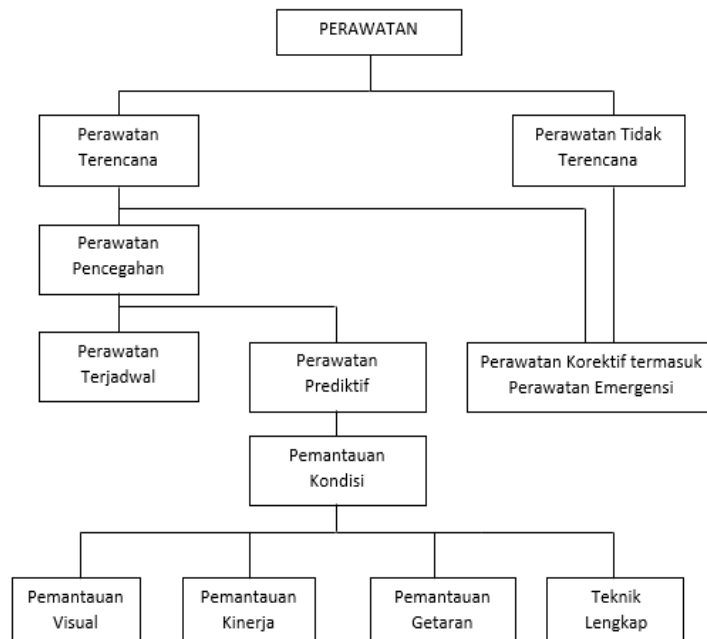 PERAWATAN
Perawatan
Terencana
Perawatan Tidak
Terencana
Perawatan
Pencegahan
Perawatan
Terjadwal
Perawatan
Prediktif
Perawatan Korektif termasuk
Perawatan Emergensi
Pemantauan
Kondisi
Pemantauan
Visual
Pemantauan
Kinerja
Pemantauan
Getaran
Teknik
Lengkap